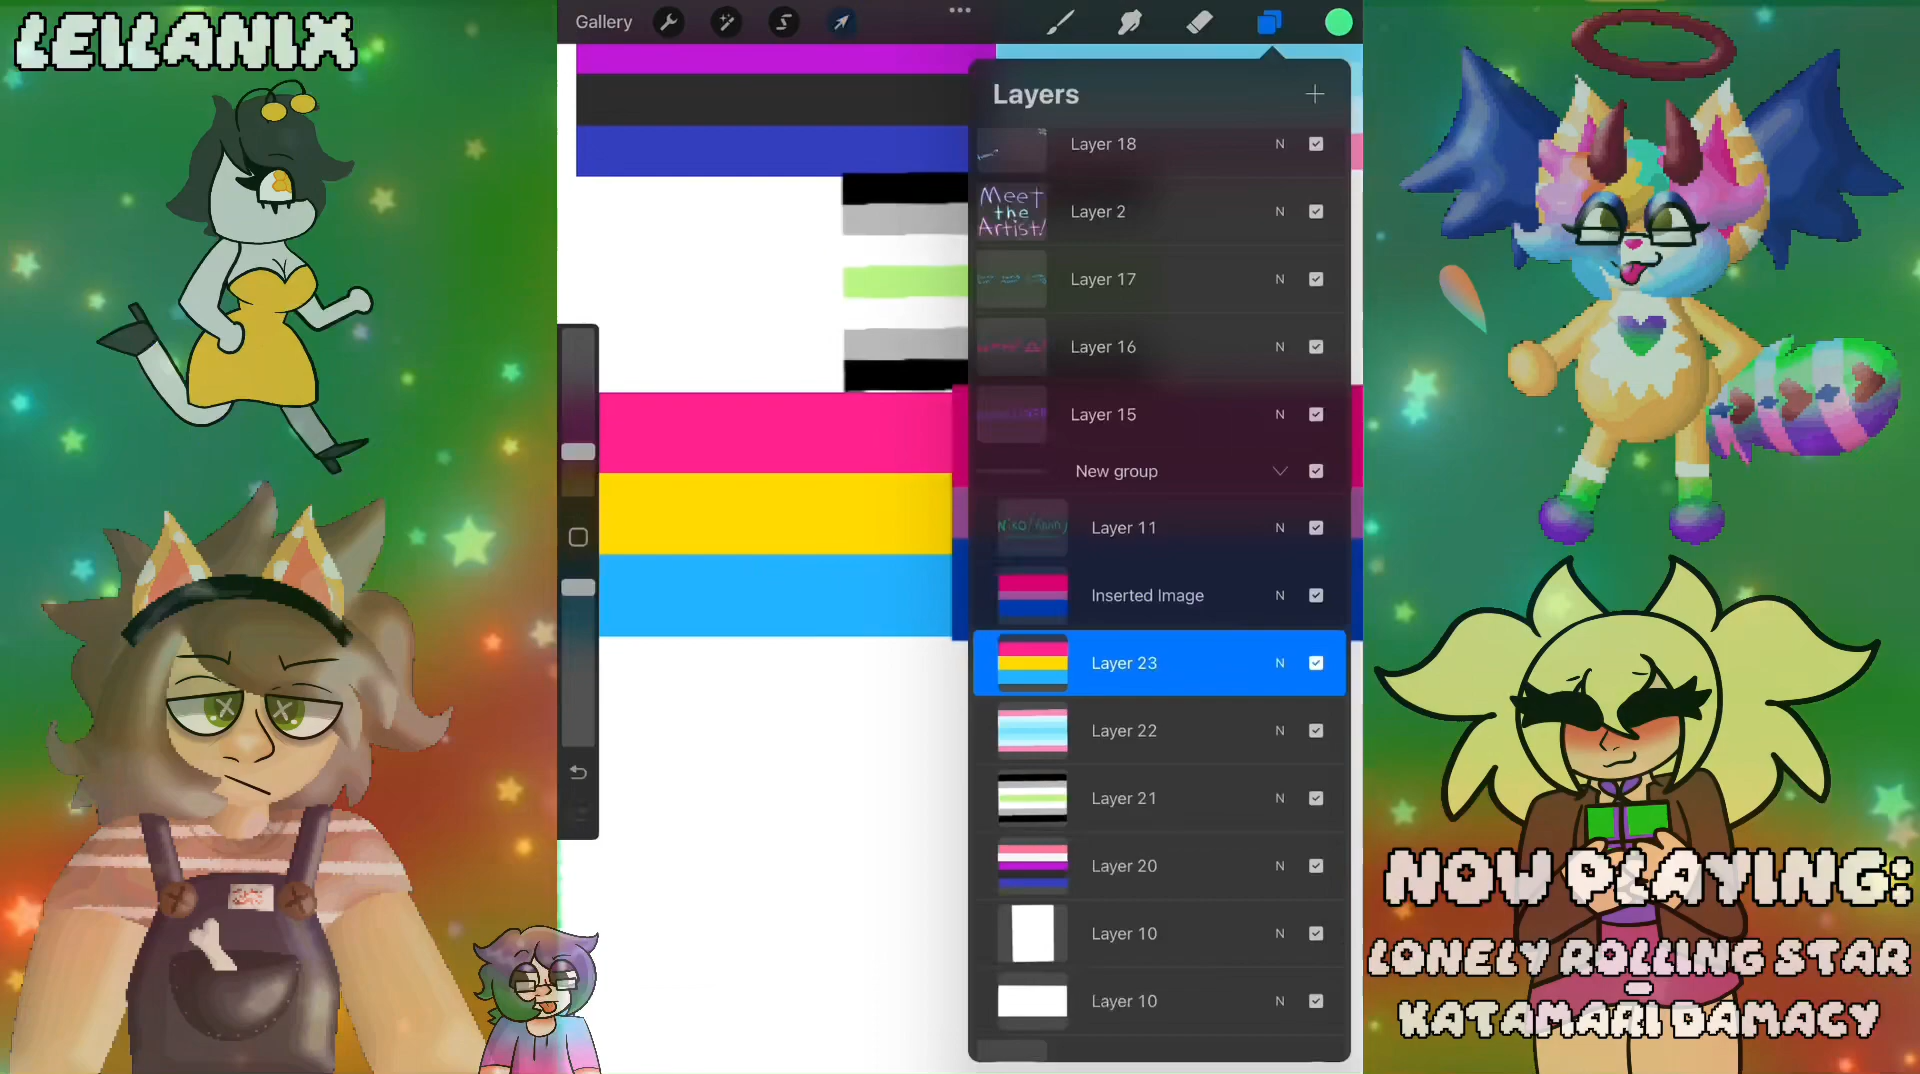 LEILANIX
Gallery
Layers
Layer 18 N
Meet
the
Artist!
Layer 2 N
Layer 17 N
Layer 16 N
Layer 15 N
New group
Niko/
Layer 11 N
Inserted Image N
Layer 23 N
Layer 22 N
Layer 21 N
Layer 20 N
Layer 10 N
Layer 10 N
NOW PLAYING:
LONELY ROLLING STAR
-
KATAMARI DAMACY